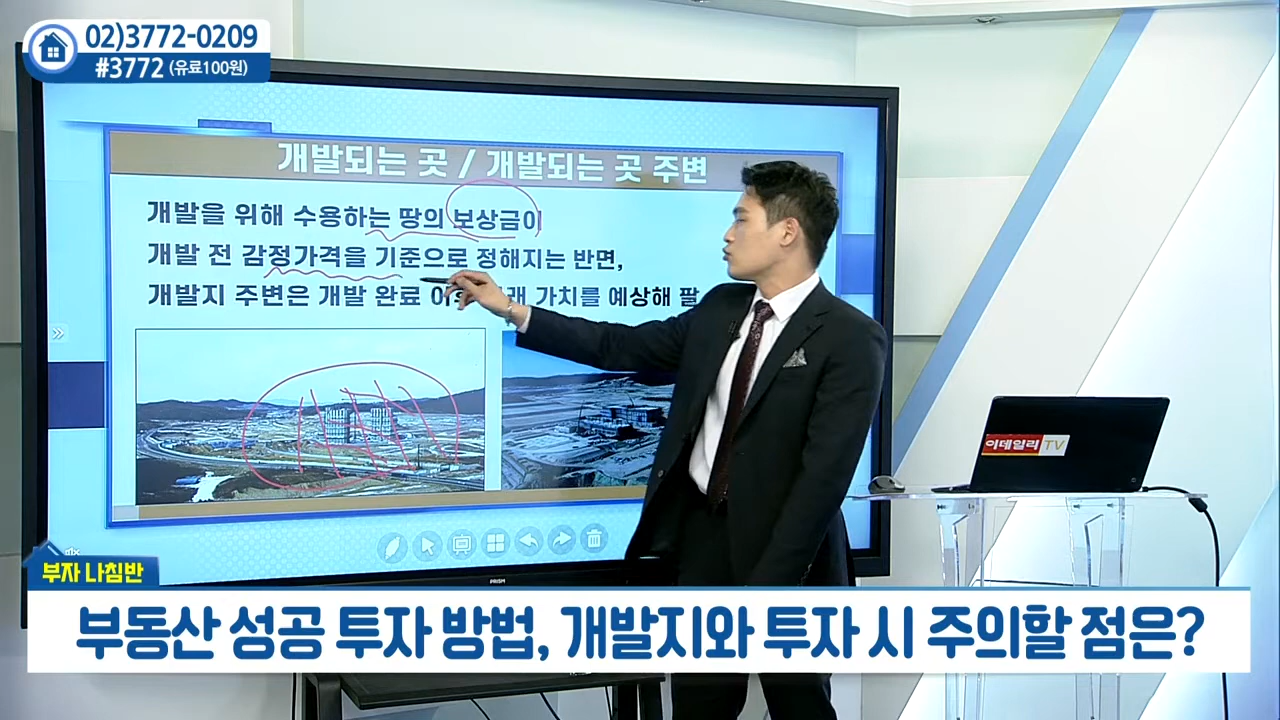 02)3772-0209
#3772 (유료100원)
개발되는 곳 / 개발되는 곳 주변
개발을 위해 수용하는 땅의 보상금이
개발 전 감정가격을 기준으로 정해지는 반면,
개발지 주변은 개발 완료 가치를 예상해 팔
이데일리 TV
mbc
PRISM
부자 나침반
부동산 성공 투자 방법, 개발지와 투자 시 주의할 점은?